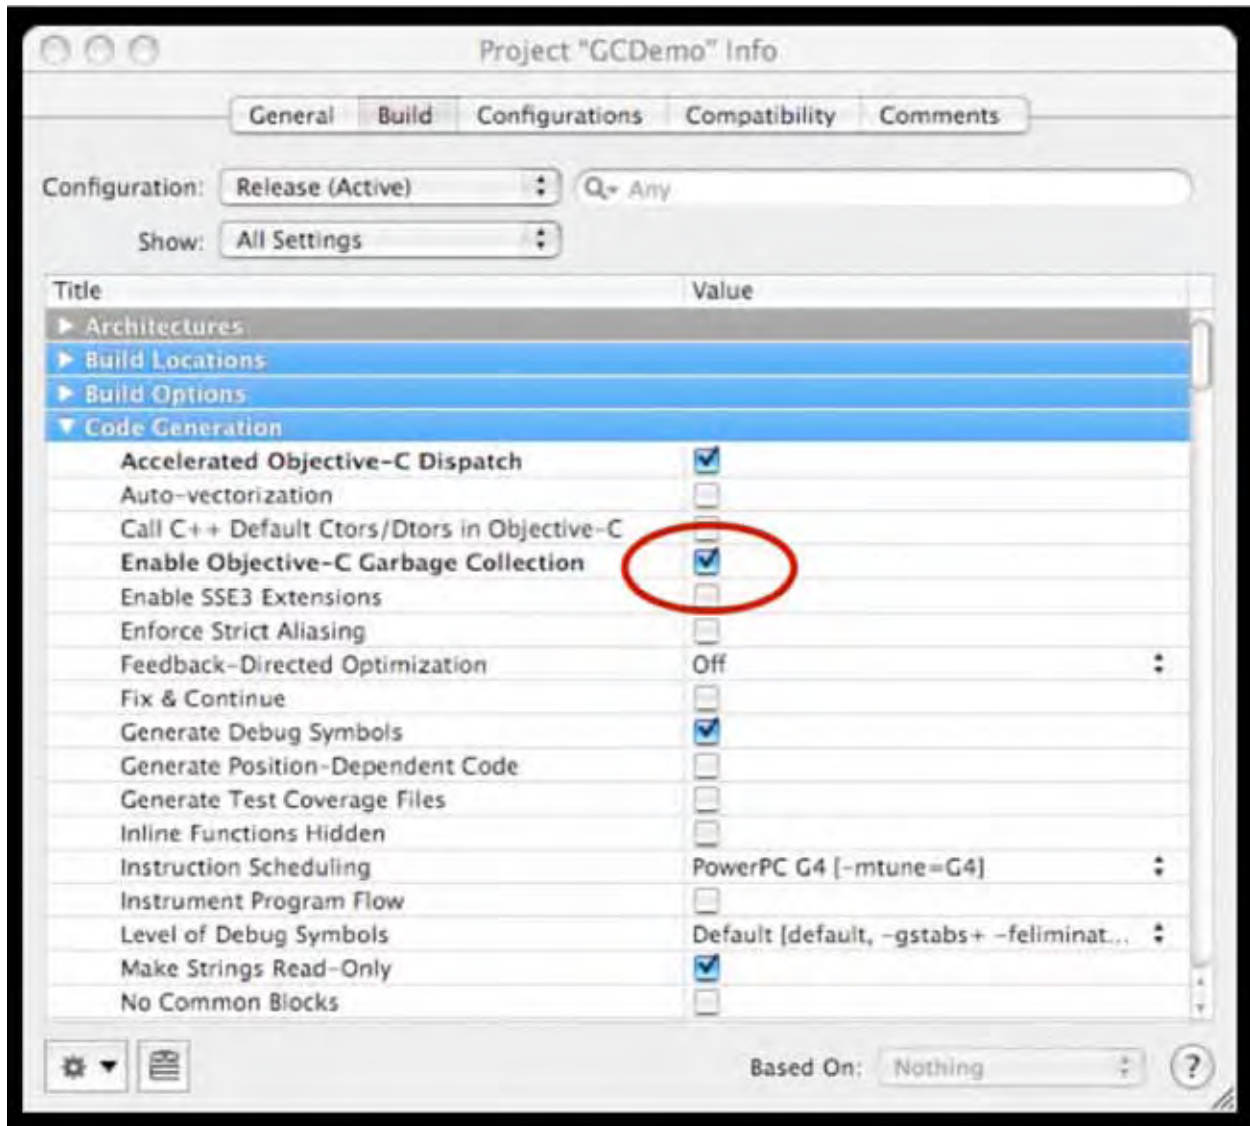 Project "GCDemo" Info
General Build Configurations Compatibility Comments
Configuration: Release (Active) Any
Show: All Settings
Title Value
Architectures
Build Locations
Build Options
Code Generation
Accelerated Objective-C Dispatch
Auto-vectorization
Call C++ Default Ctors/Dtors in Objective-C
Enable Objective-C Garbage Collection
Enable SSE3 Extensions
Enforce Strict Aliasing
Feedback-Directed Optimization Off
Fix & Continue
Generate Debug Symbols
Generate Position-Dependent Code
Generate Test Coverage Files
Inline Functions Hidden
Instruction Scheduling PowerPC G4 [-mtune=G4]
Instrument Program Flow
Level of Debug Symbols Default [default, -gstabs+ -feliminat...
Make Strings Read-Only
No Common Blocks
Based On: Nothing ?